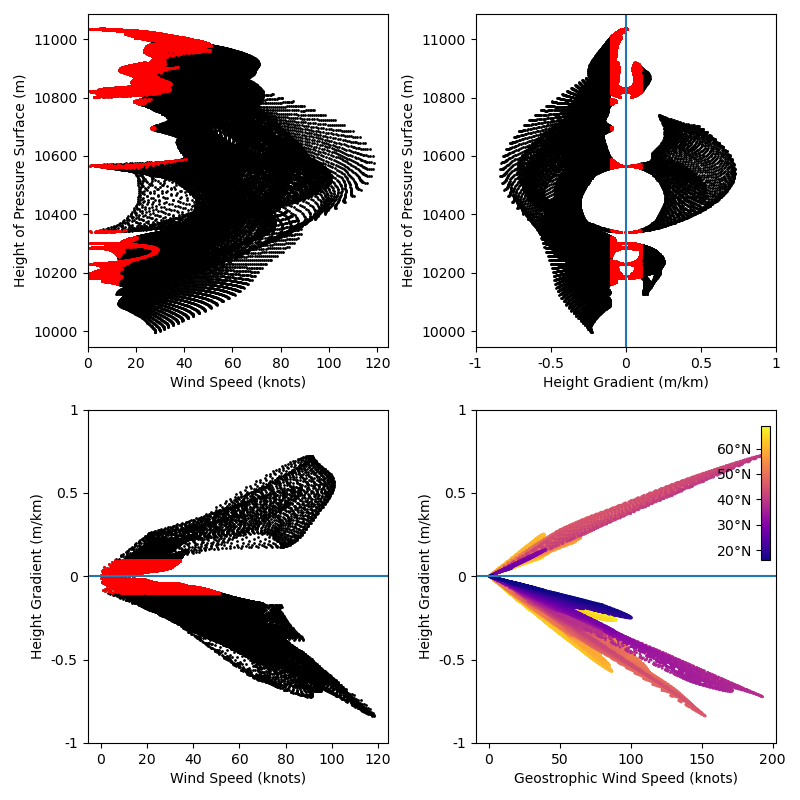 11000
10800
10600
10400
10200
10000
Height of Pressure Surface (m)
0 20 40 60 80 100 120
Wind Speed (knots)
11000
10800
10600
10400
10200
10000
Height of Pressure Surface (m)
-1 -0.5 0 0.5 1
Height Gradient (m/km)
1
0.5
0
-0.5
-1
Height Gradient (m/km)
0 20 40 60 80 100 120
Wind Speed (knots)
1
0.5
0
-0.5
-1
Height Gradient (m/km)
60°N
50°N
40°N
30°N
20°N
0 50 100 150 200
Geostrophic Wind Speed (knots)